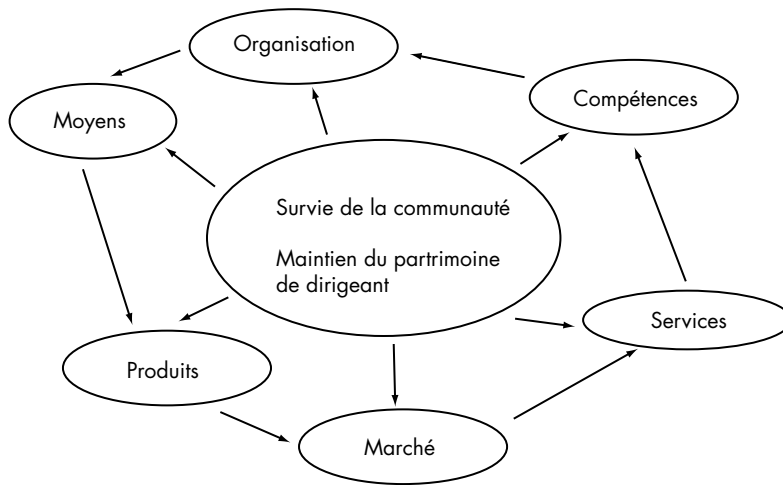 Organisation
Compétences
Moyens
Survie de la communauté
Maintien du partrimoine
de dirigeant
Services
Produits
Marché